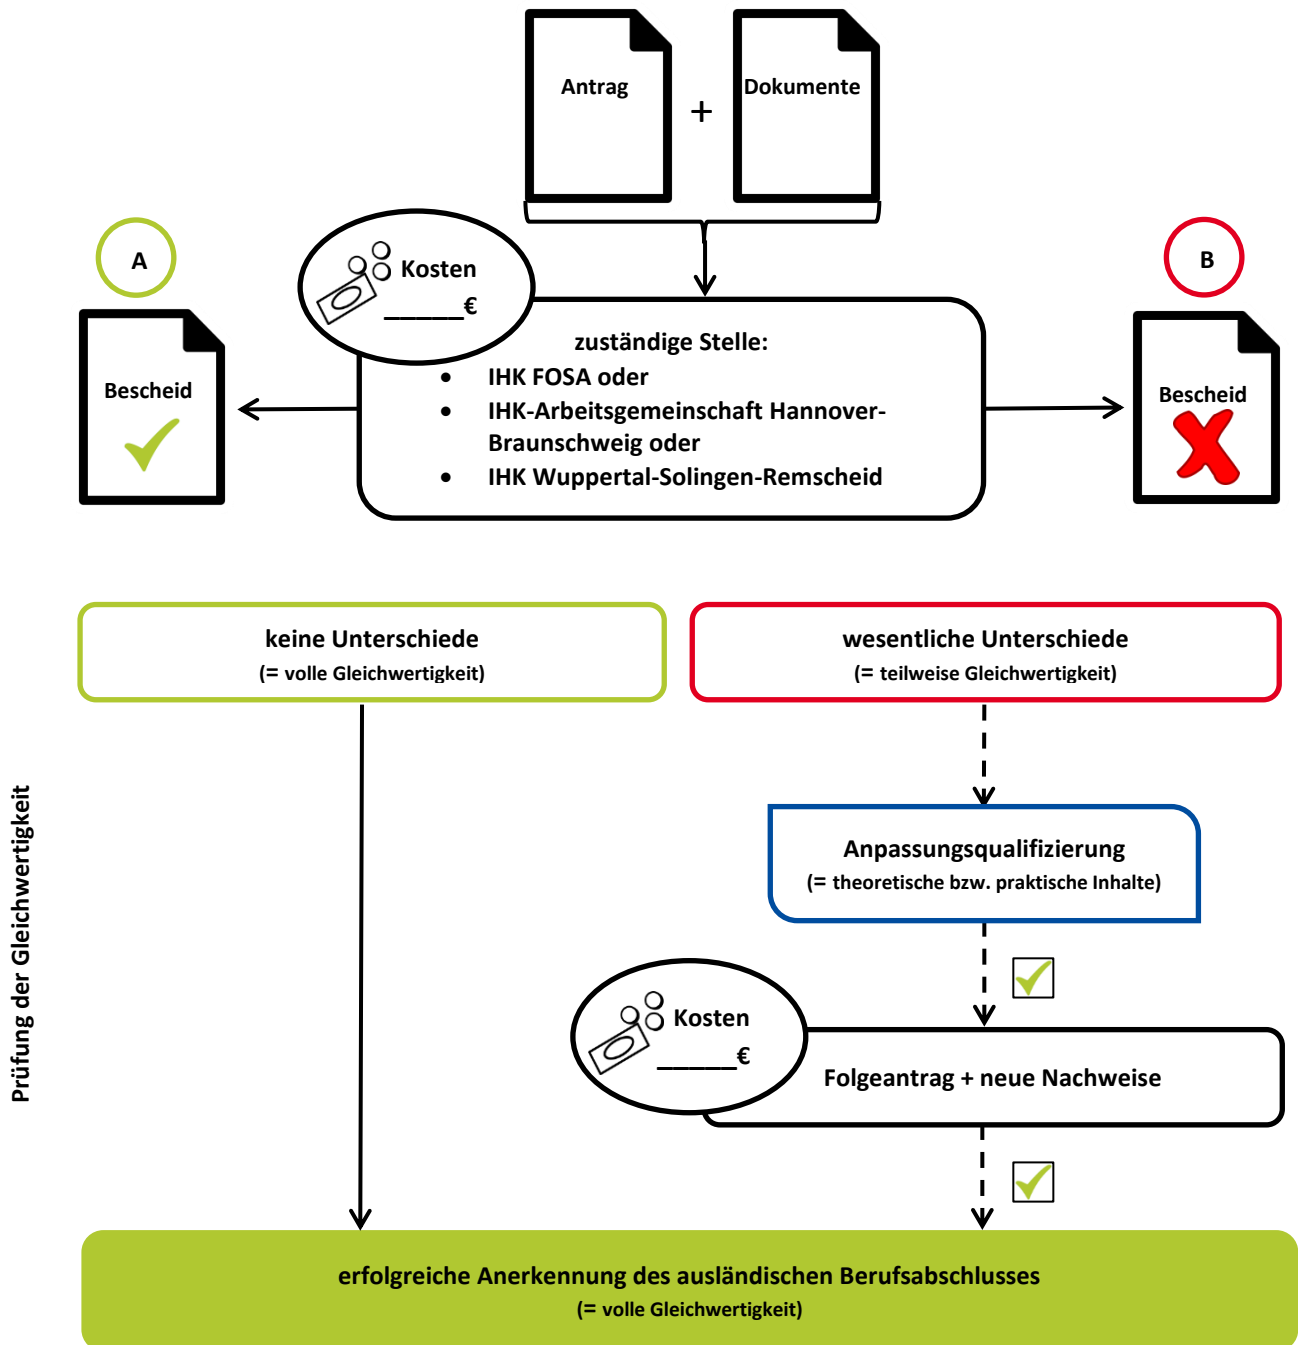 Antrag
+
Dokumente
A
Kosten
_____€
B
Bescheid
zuständige Stelle:
• IHK FOSA oder
• IHK-Arbeitsgemeinschaft Hannover-
Braunschweig oder
• IHK Wuppertal-Solingen-Remscheid
Bescheid
Prüfung der Gleichwertigkeit
keine Unterschiede
(= volle Gleichwertigkeit)
wesentliche Unterschiede
(= teilweise Gleichwertigkeit)
Anpassungsqualifizierung
(= theoretische bzw. praktische Inhalte)
Kosten
_____€
Folgeantrag + neue Nachweise
erfolgreiche Anerkennung des ausländischen Berufsabschlusses
(= volle Gleichwertigkeit)